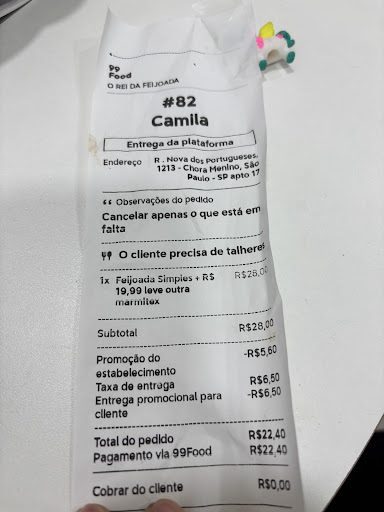 99
Food
O REI DA FEIJOADA
#82
Camila
Entrega da plataforma
Endereço R . Nova dos Portugueses,
1213 - Chora Menino, São
Paulo - SP apto 17
“ Observações do pedido
Cancelar apenas o que está em
falta
O cliente precisa de talheres
1x Feijoada Simples + R$ R$28,00
19,99 leve outra
marmitex
Subtotal R$28,00
Promoção do -R$5,60
estabelecimento
Taxa de entrega R$6,50
Entrega promocional para -R$6,50
cliente
Total do pedido R$22,40
Pagamento via 99Food R$22,40
Cobrar do cliente R$0,00